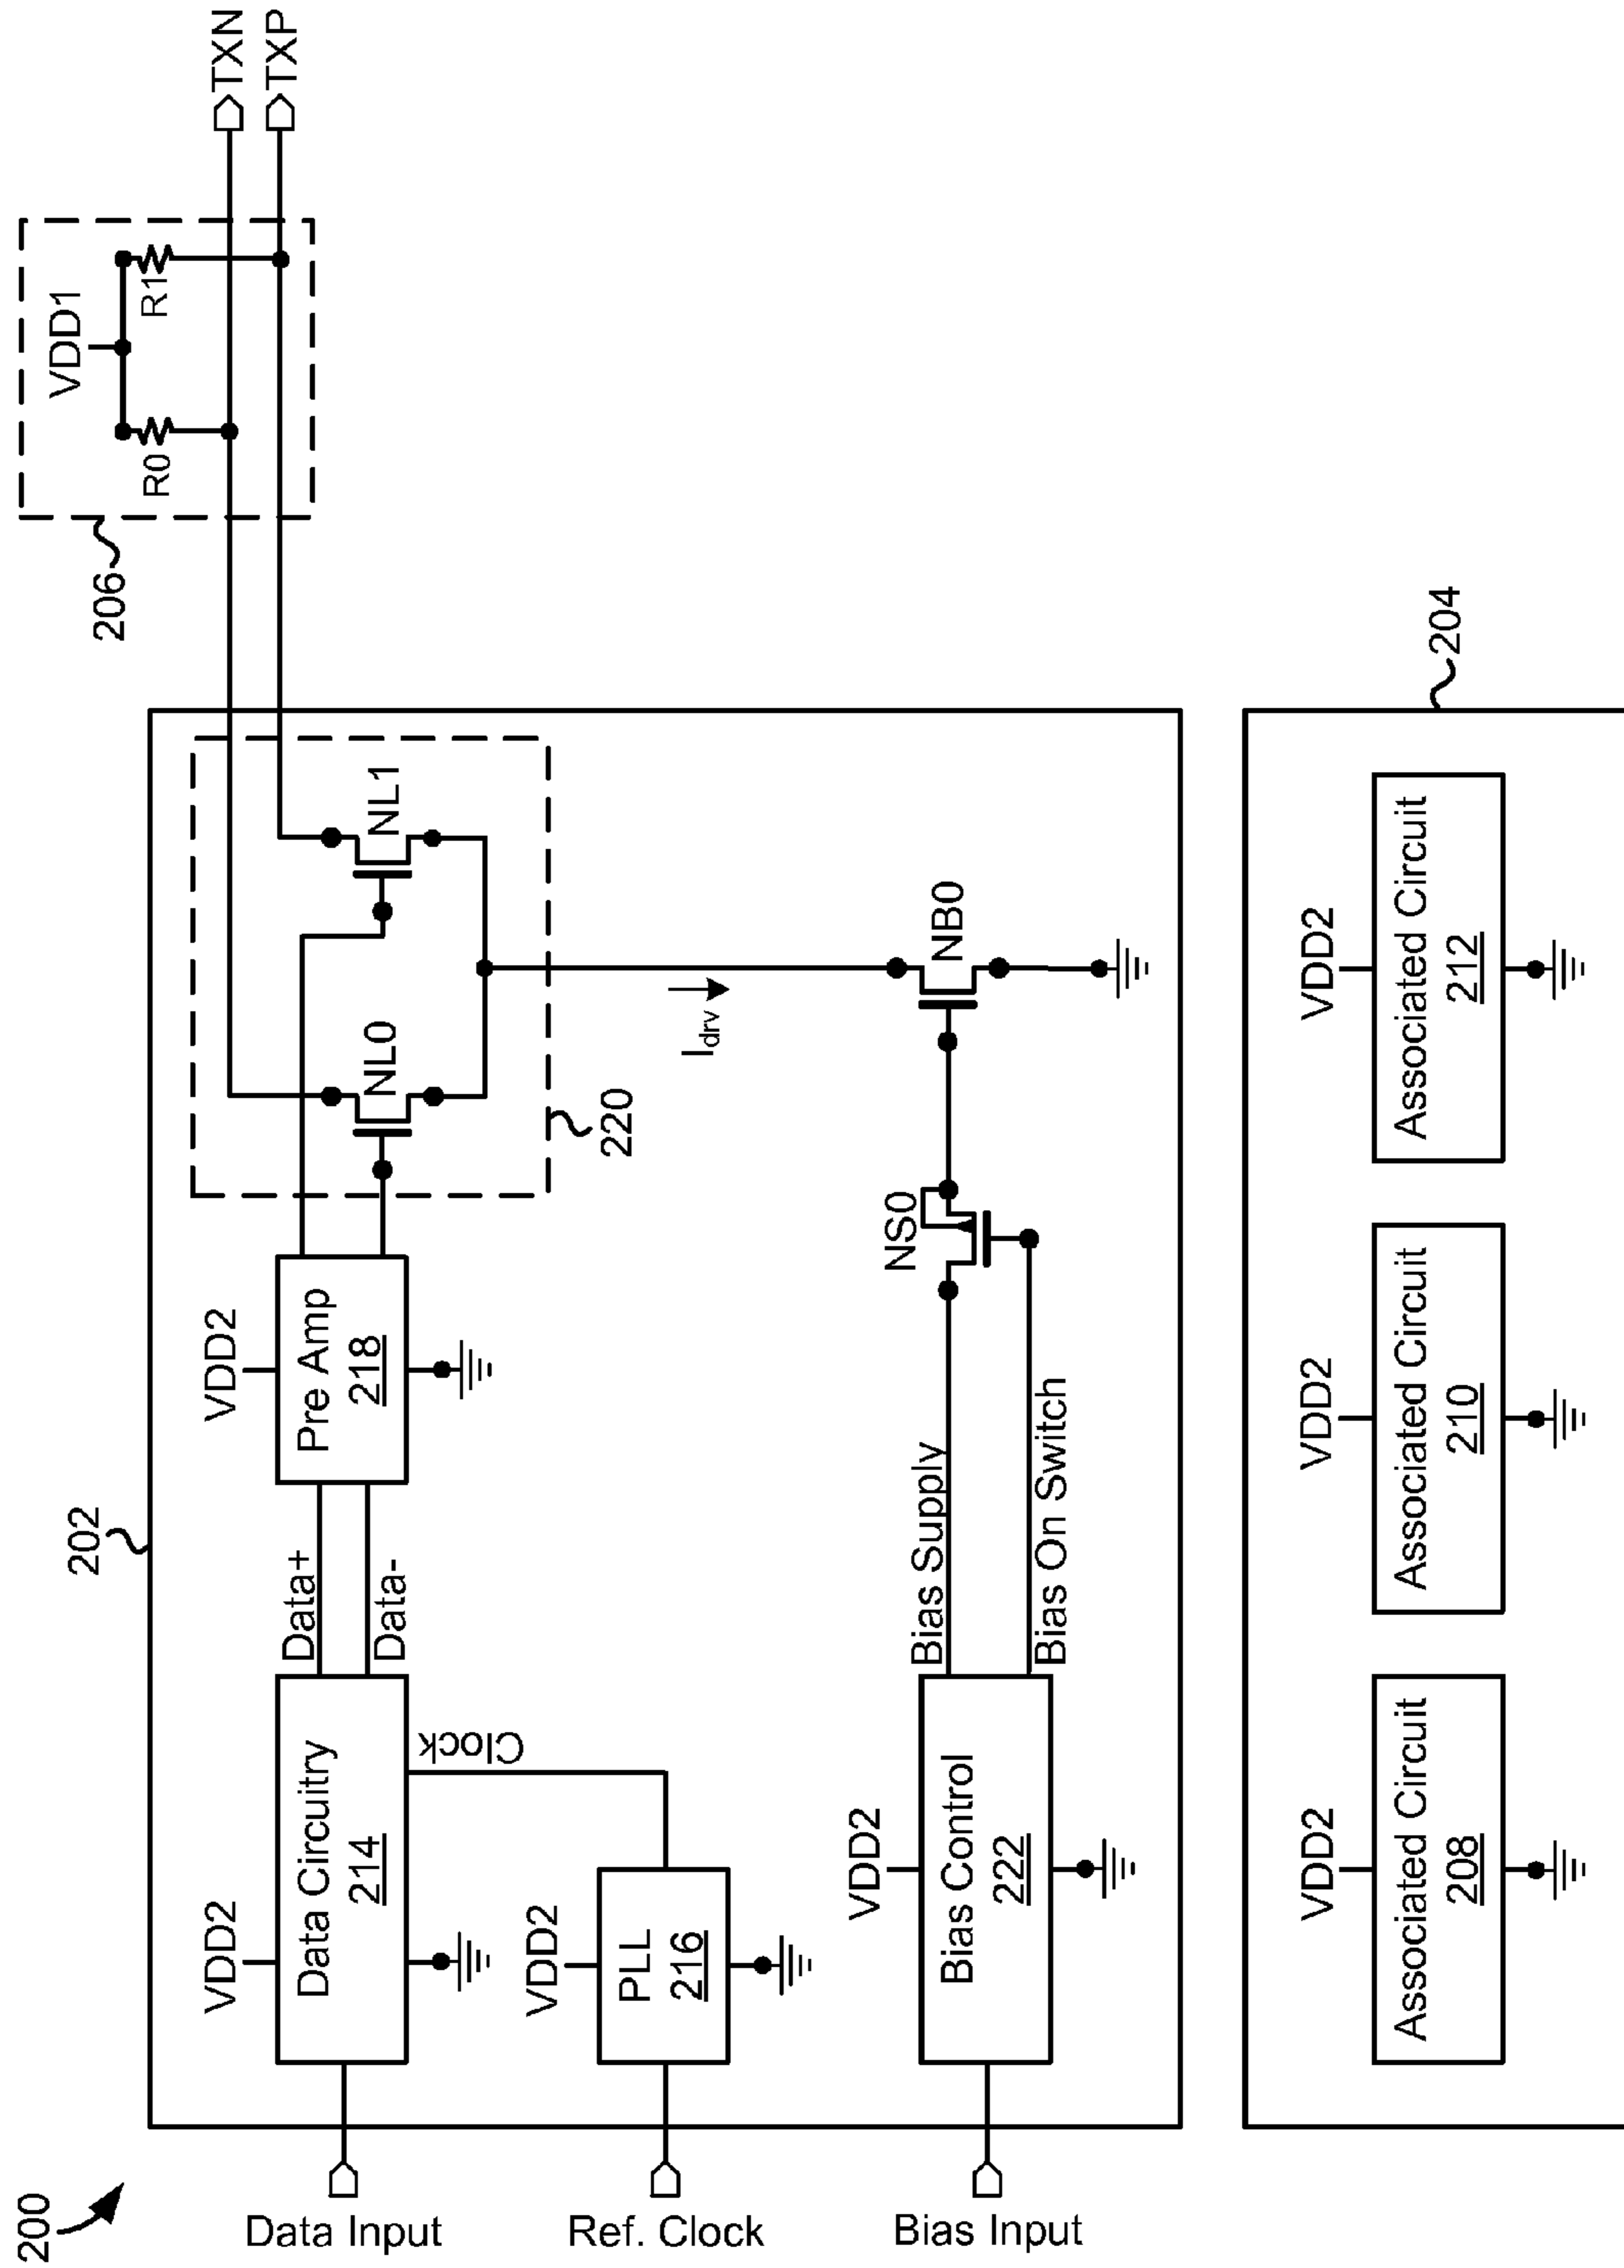 200
202
VDD1
R0
R1
206
TXN
TXP
VDD2
Data Circuitry
214
Data+
Data-
VDD2
Pre Amp
218
NL0
NL1
220
Clock
VDD2
PLL
216
Idrv
VDD2
Bias Control
222
Bias Supply
Bias On Switch
NS0
NB0
Data Input
Ref. Clock
Bias Input
204
VDD2
Associated Circuit
208
VDD2
Associated Circuit
210
VDD2
Associated Circuit
212